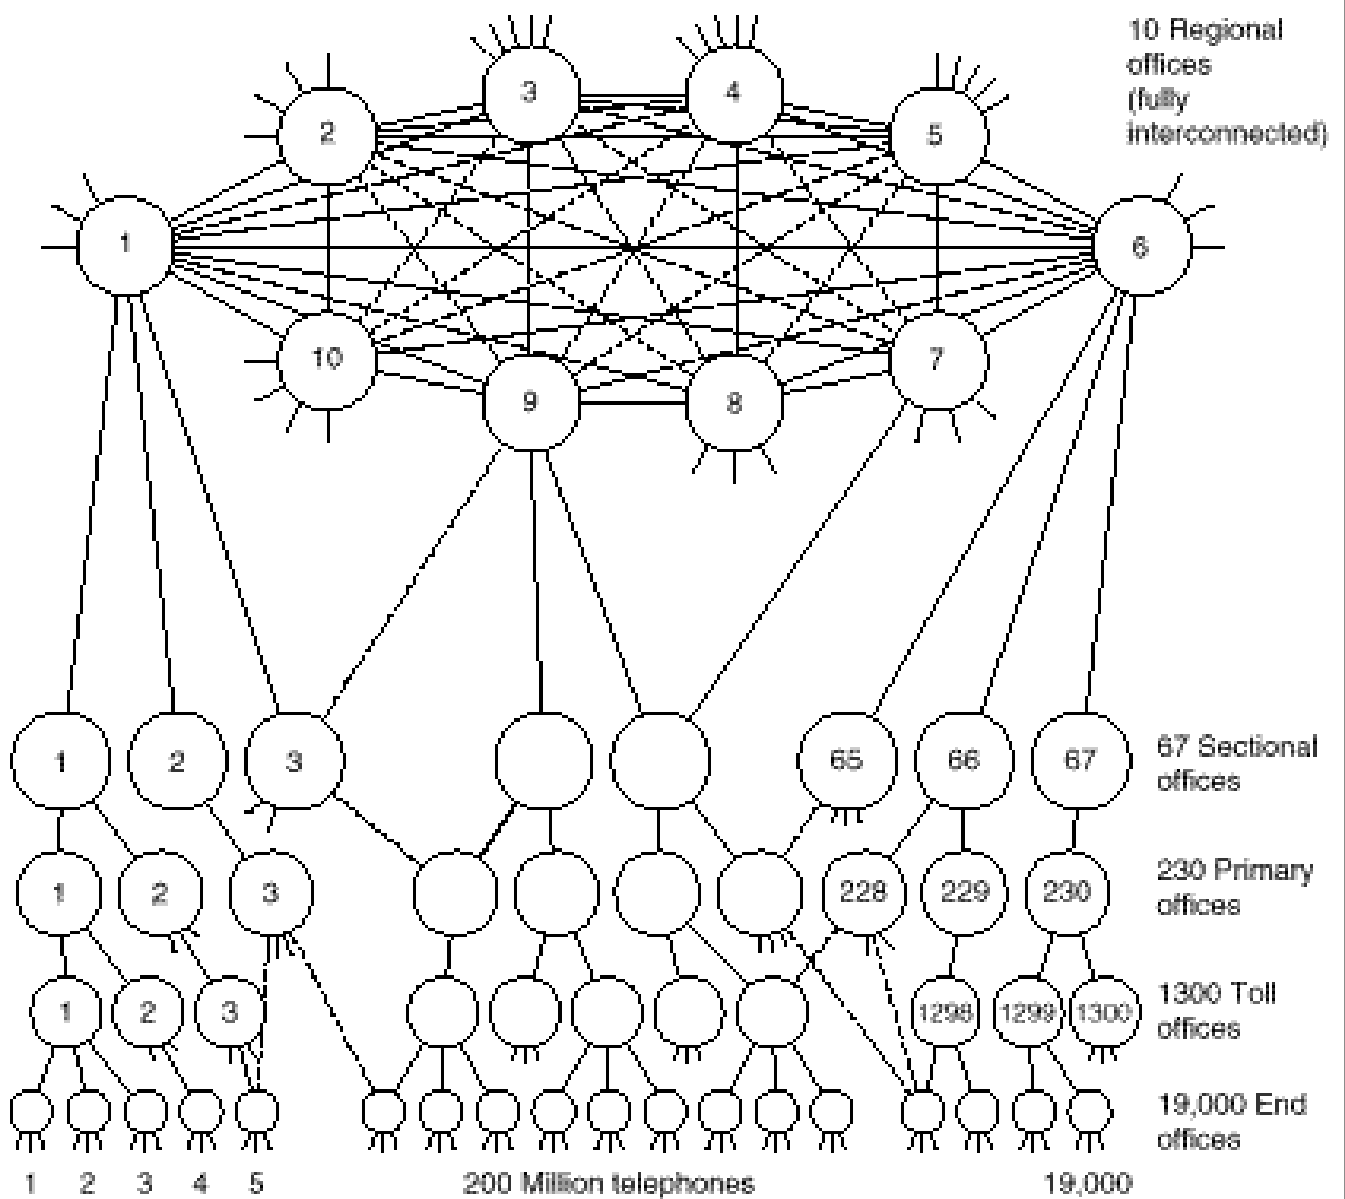 10 Regional
offices
(fully
interconnected)
3
4
2
5
1
6
10
7
9
8
1
2
3
65
66
67
67 Sectional
offices
1
2
3
228
229
230
230 Primary
offices
1
2
3
1298
1299
1300
1300 Toll
offices
19,000 End
offices
1
2
3
4
5
200 Million telephones
19,000